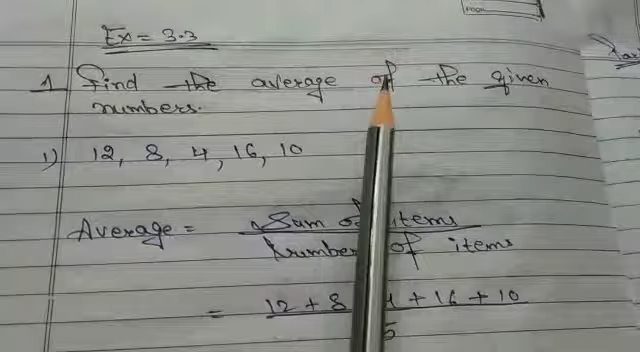 Ex = 3.3
1 Find the average of the given
numbers.
1) 12, 8, 4, 16, 10
Average = Sum of items
Number of items
= 12 + 8 + 16 + 10
5